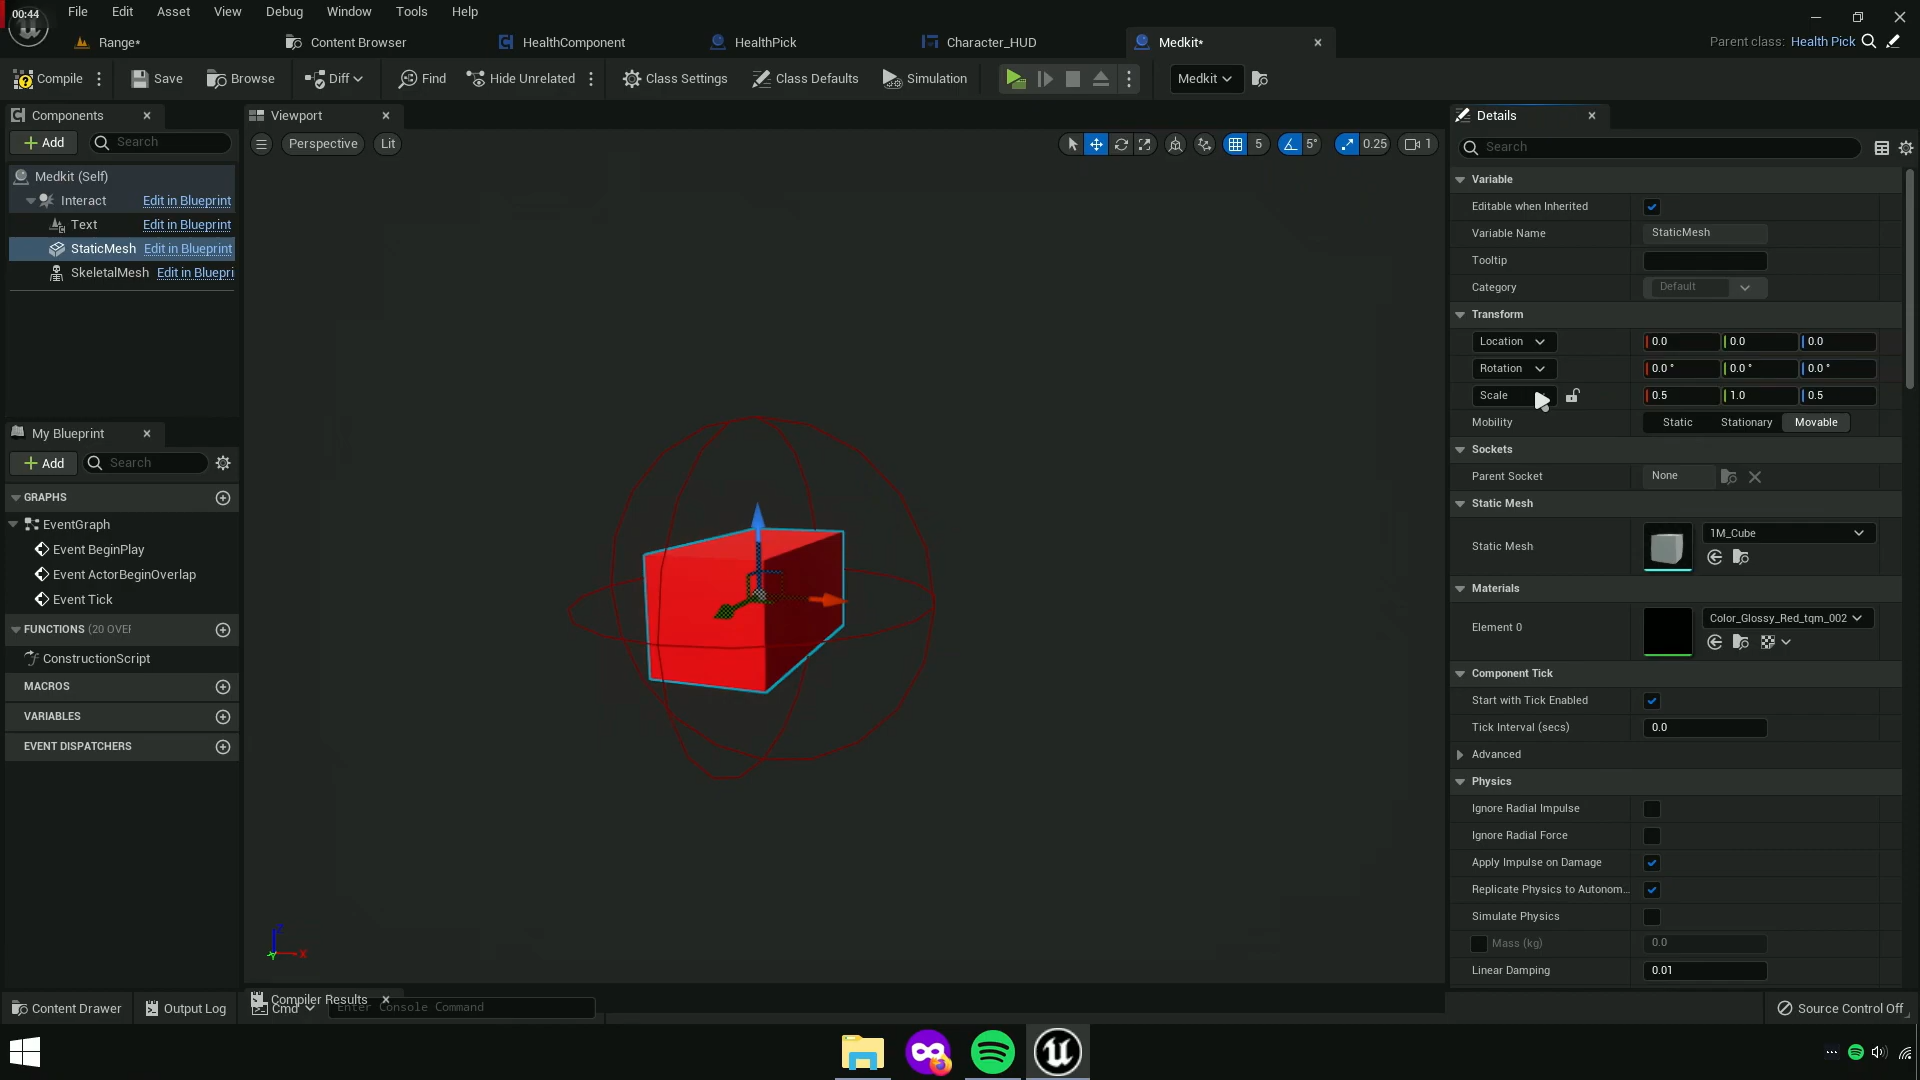 00:44
File Edit Asset View Debug Window Tools Help
Range* Content Browser HealthComponent HealthPick Character_HUD Medkit*
Parent class: Health Pick
Compile Save Browse Diff Find Hide Unrelated Class Settings Class Defaults Simulation Medkit
Components
Add Search
Medkit (Self)
Interact Edit in Blueprint
Text Edit in Blueprint
StaticMesh Edit in Blueprint
SkeletalMesh Edit in Bluepri
My Blueprint
Add Search
GRAPHS
EventGraph
Event BeginPlay
Event ActorBeginOverlap
Event Tick
FUNCTIONS (20 OVEF
ConstructionScript
MACROS
VARIABLES
EVENT DISPATCHERS
Viewport
Perspective Lit
5 5° 0.25 1
Z
X
Y
Compiler Results
Details
Search
Variable
Editable when Inherited
Variable Name StaticMesh
Tooltip
Category Default
Transform
Location 0.0 0.0 0.0
Rotation 0.0 ° 0.0 ° 0.0 °
Scale 0.5 1.0 0.5
Mobility Static Stationary Movable
Sockets
Parent Socket None
Static Mesh
Static Mesh 1M_Cube
Materials
Element 0 Color_Glossy_Red_tqm_002
Component Tick
Start with Tick Enabled
Tick Interval (secs) 0.0
Advanced
Physics
Ignore Radial Impulse
Ignore Radial Force
Apply Impulse on Damage
Replicate Physics to Autonom...
Simulate Physics
Mass (kg) 0.0
Linear Damping 0.01
Content Drawer Output Log Cmd Enter Console Command Source Control Off